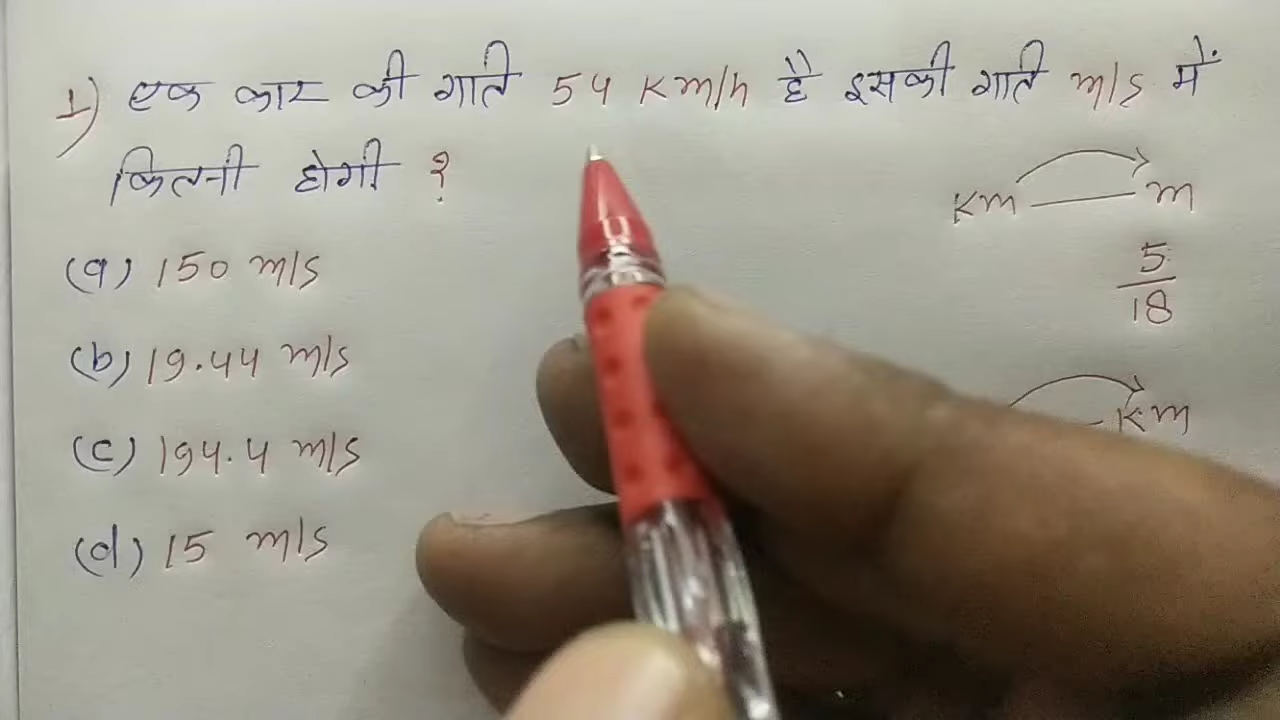 1) एक कार की गति 54 Km/h है इसकी गति m/s में
कितनी होगी ?
Km → m
5/18
(a) 150 m/s
(b) 19.44 m/s
Km
(c) 194.4 m/s
(d) 15 m/s